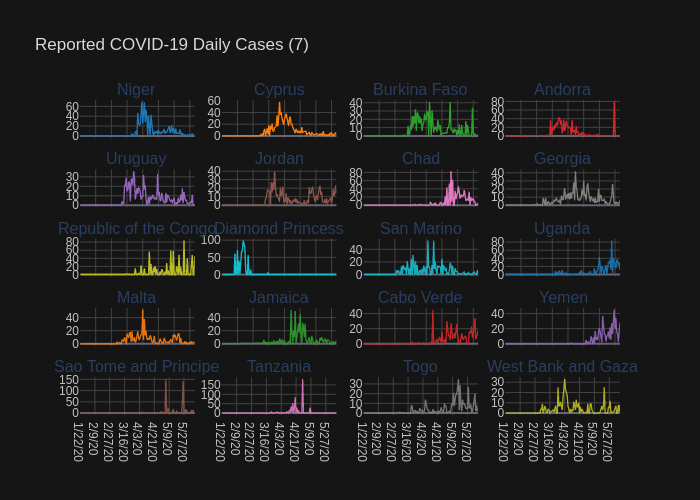 Reported COVID-19 Daily Cases (7)
Niger Cyprus Burkina Faso Andorra
60 40 20 0
60 40 20 0
40 30 20 10 0
80 60 40 20 0
Uruguay Jordan Chad Georgia
30 20 10 0
40 30 20 10 0
80 60 40 20 0
40 20 0
Republic of the Congo Diamond Princess San Marino Uganda
80 60 40 20 0
100 50 0
40 20 0
80 60 40 20 0
Malta Jamaica Cabo Verde Yemen
40 20 0
40 20 0
40 20 0
40 20 0
Sao Tome and Principe Tanzania Togo West Bank and Gaza
150 100 50 0
150 100 50 0
30 20 10 0
30 20 10 0
1/22/20 2/9/20 2/27/20 3/16/20 4/3/20 4/21/20 5/9/20 5/27/20
1/22/20 2/9/20 2/27/20 3/16/20 4/3/20 4/21/20 5/9/20 5/27/20
1/22/20 2/9/20 2/27/20 3/16/20 4/3/20 4/21/20 5/9/20 5/27/20
1/22/20 2/9/20 2/27/20 3/16/20 4/3/20 4/21/20 5/9/20 5/27/20